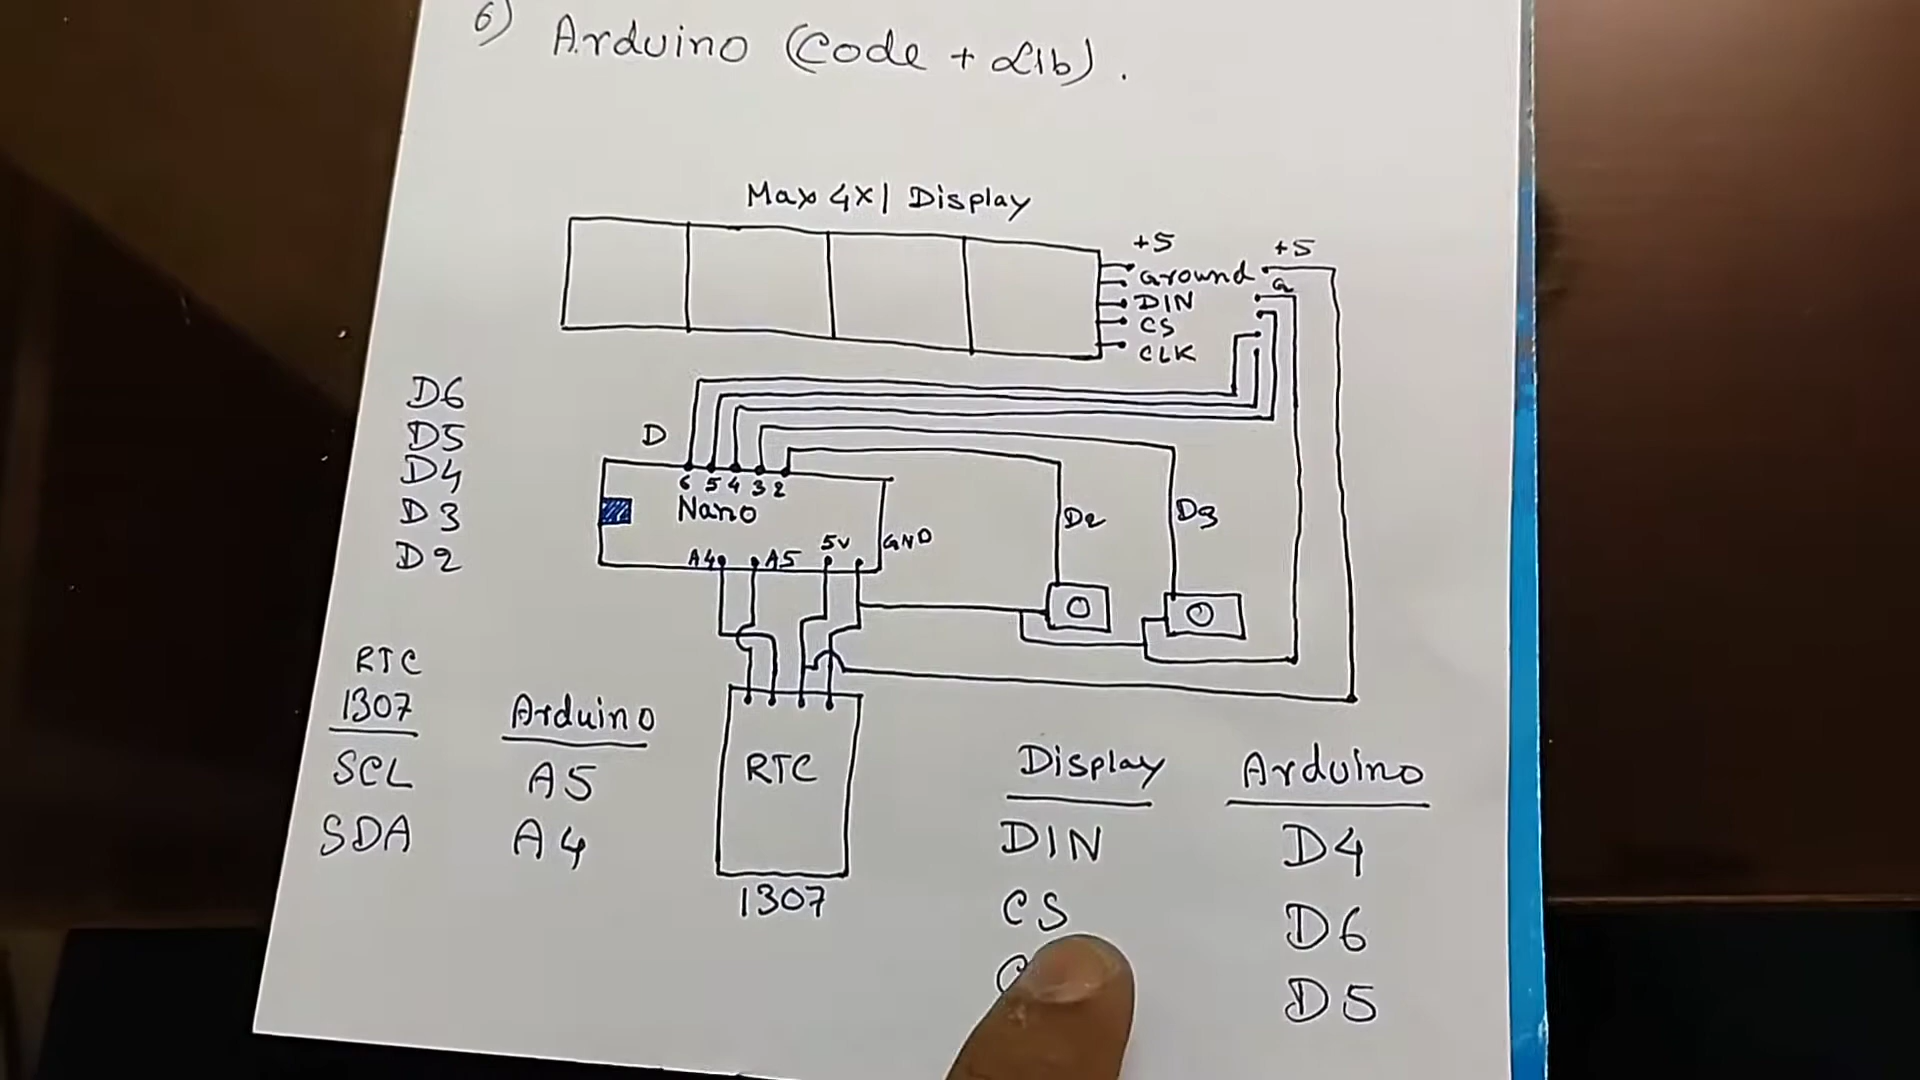 6) Arduino (Code + Lib).
Max 4x1 Display
+5 +5
Ground G
DIN
CS
CLK
D6
D5
D4
D3
D2
D
6 5 4 3 2
Nano
A4 A5 5V GND
D2 D3
RTC
1307 Arduino
SCL A5
SDA A4
RTC
1307
Display Arduino
DIN D4
CS D6
D5